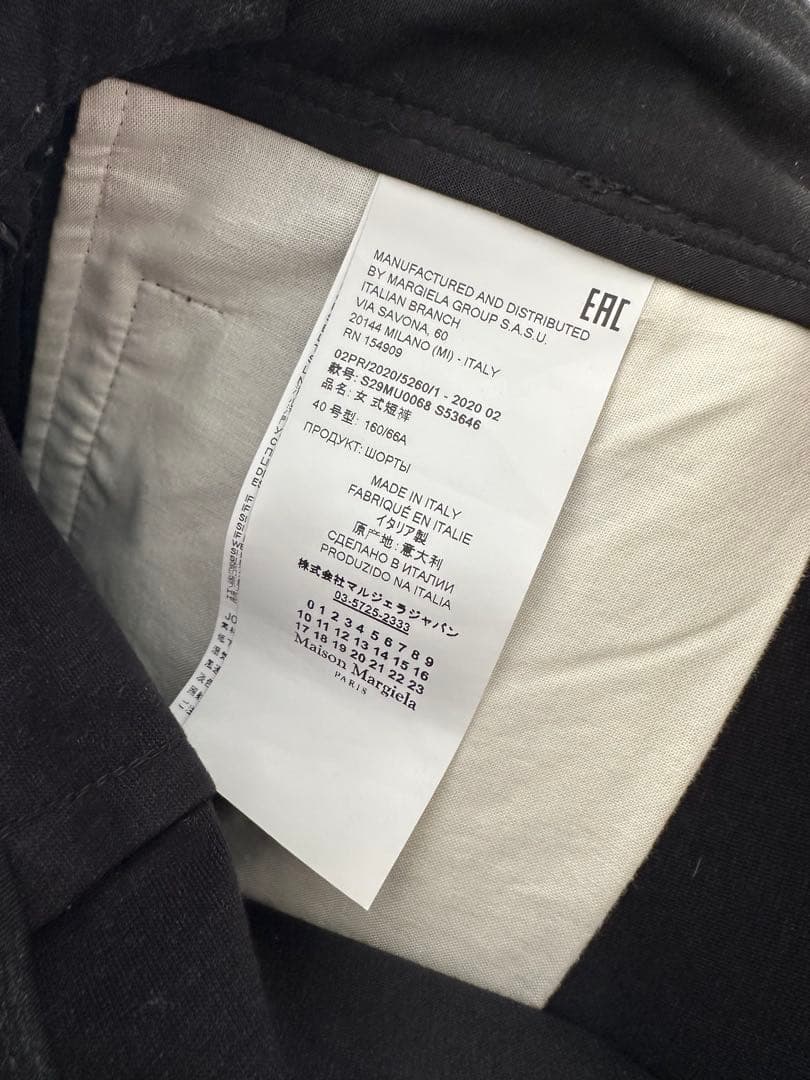 EAC
MANUFACTURED AND DISTRIBUTED
BY MARGIELA GROUP S.A.S.U.
ITALIAN BRANCH
VIA SAVONA, 60
20144 MILANO (MI) - ITALY
RN 154909
02PR/2020/5260/1 - 2020 02
款号: S29MU0068 S53646
品名: 女式短裤
40 号型: 160/66A
ПРОДУКТ: ШОРТЫ
MADE IN ITALY
FABRIQUÉ EN ITALIE
イタリア製
原产地: 意大利
СДЕЛАНО В ИТАЛИИ
PRODUZIDO NA ITALIA
株式会社マルジェラジャパン
03-5725-2333
0 1 2 3 4 5 6 7 8 9
10 11 12 13 14 15 16
17 18 19 20 21 22 23
Maison Margiela
PARIS